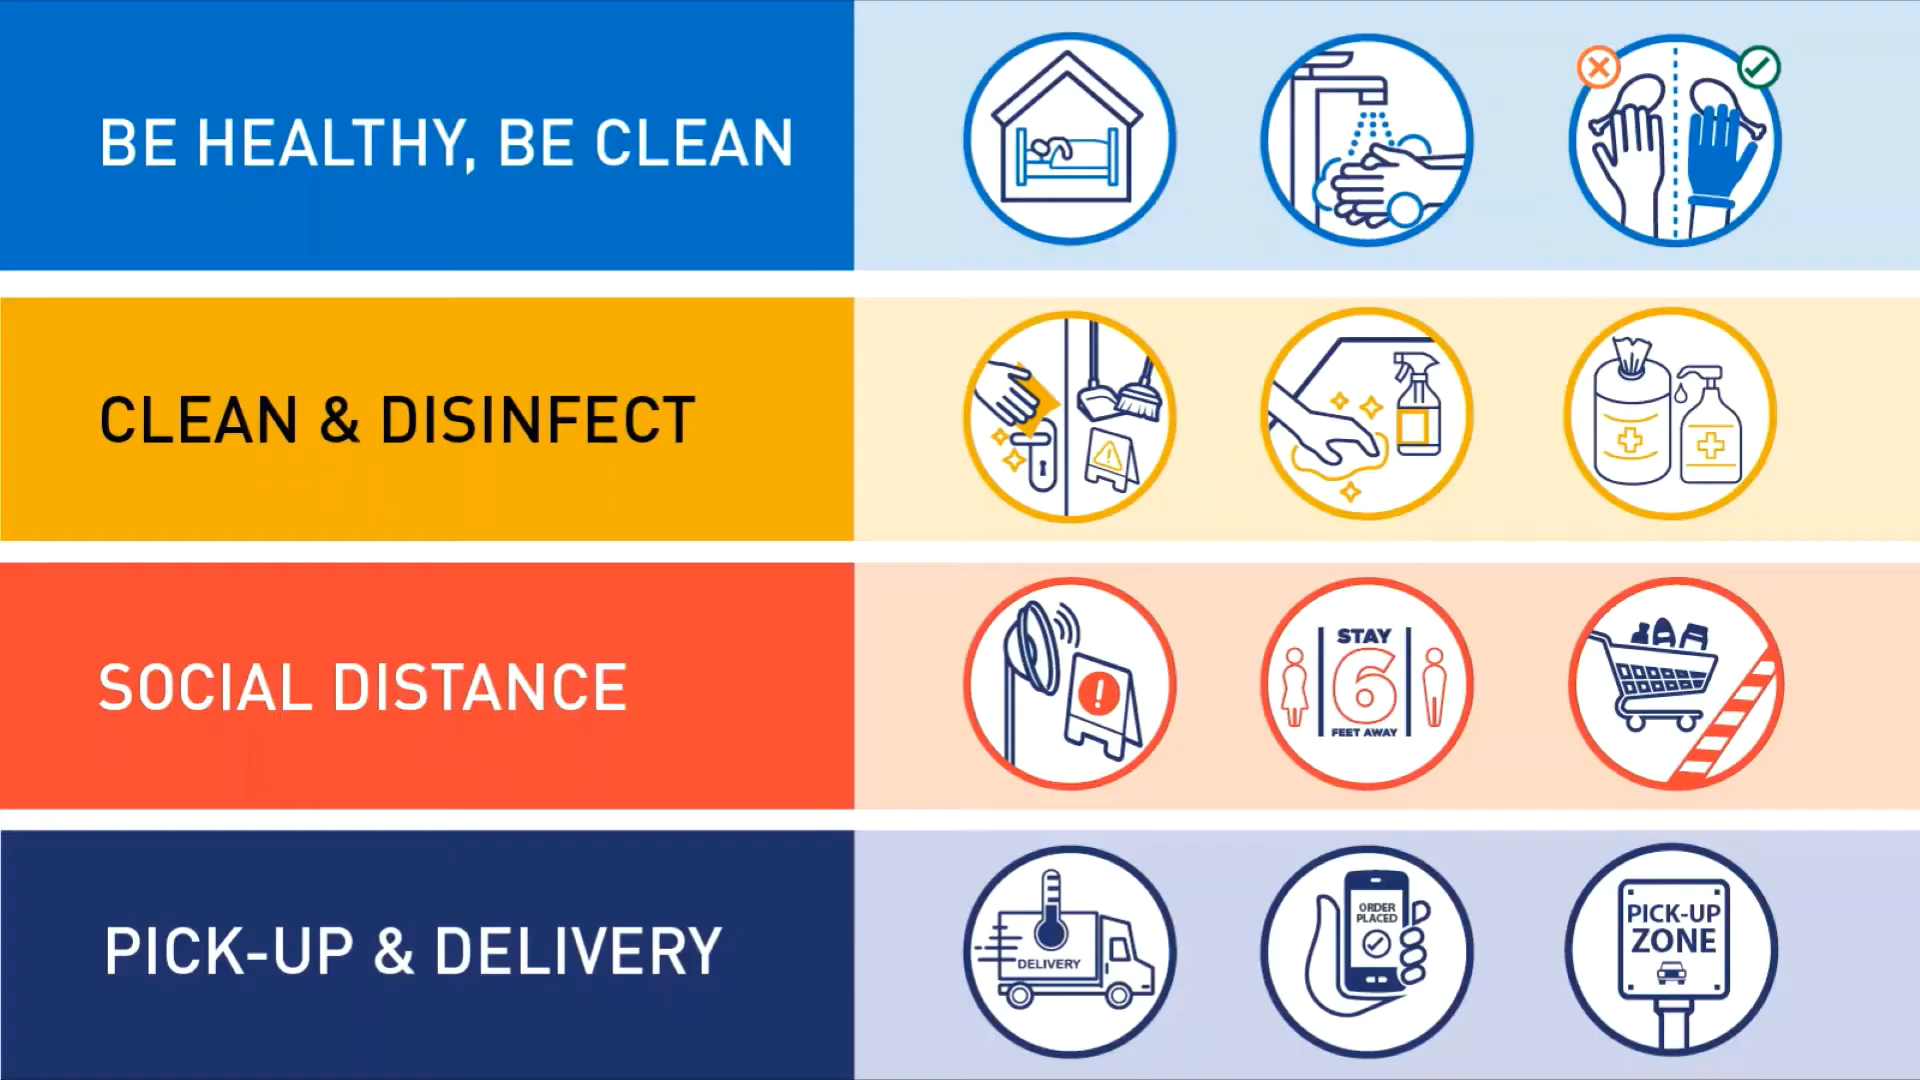 BE HEALTHY, BE CLEAN
CLEAN & DISINFECT
SOCIAL DISTANCE
STAY
6
FEET AWAY
PICK-UP & DELIVERY
DELIVERY
ORDER
PLACED
PICK-UP
ZONE